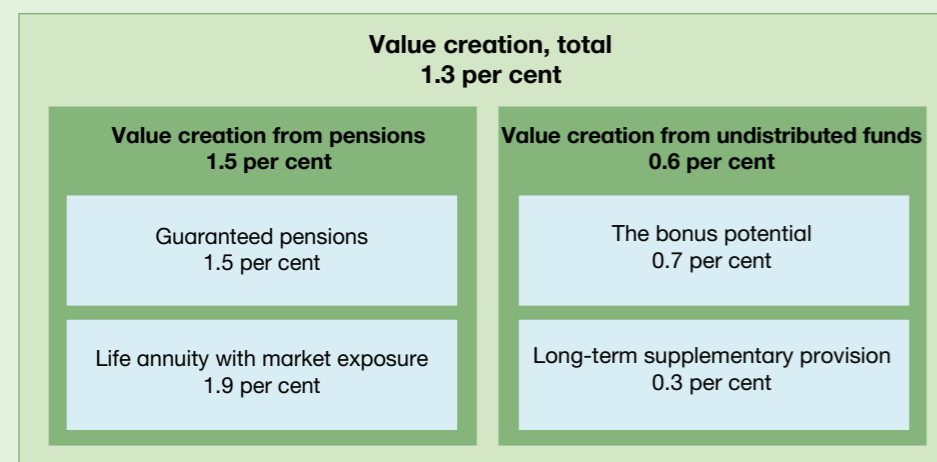 Value creation, total
1.3 per cent
Value creation from pensions
1.5 per cent
Guaranteed pensions
1.5 per cent
Life annuity with market exposure
1.9 per cent
Value creation from undistributed funds
0.6 per cent
The bonus potential
0.7 per cent
Long-term supplementary provision
0.3 per cent